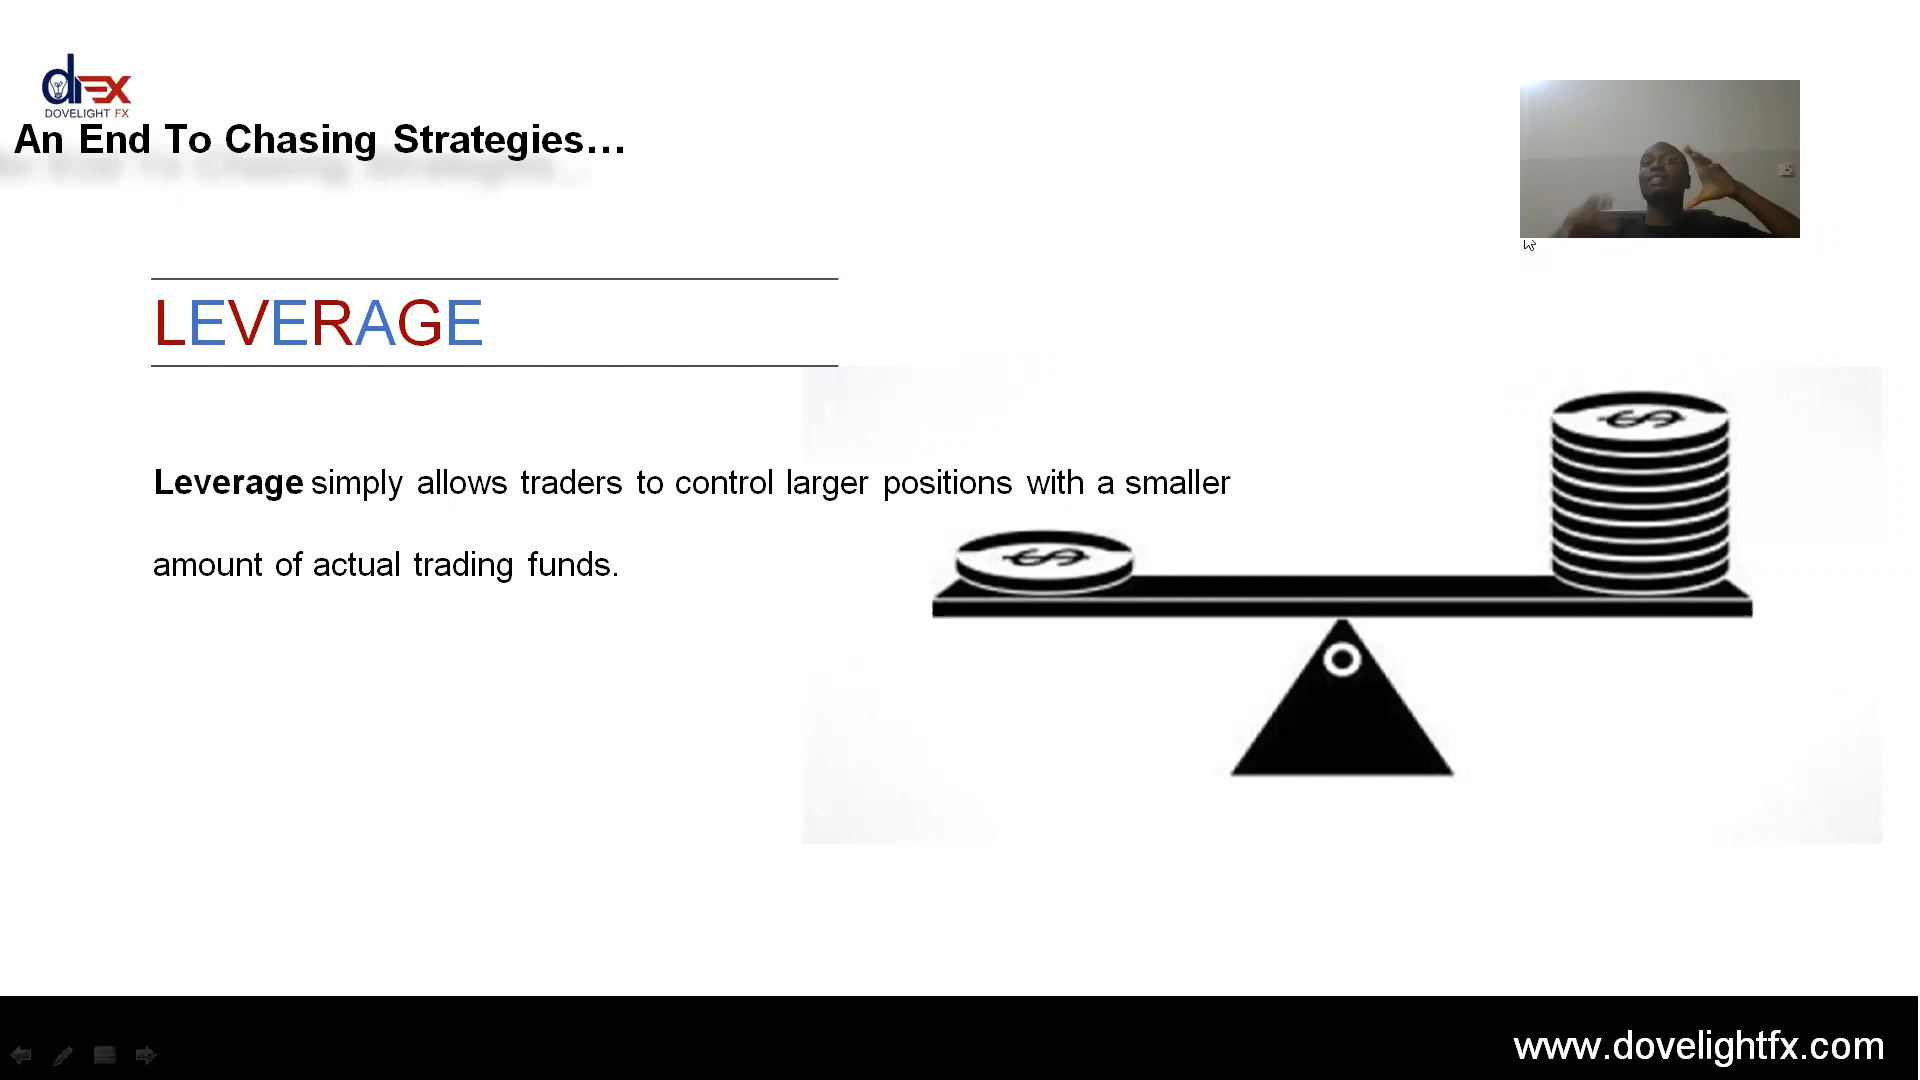 DOVELIGHT FX
An End To Chasing Strategies...
LEVERAGE
Leverage simply allows traders to control larger positions with a smaller
amount of actual trading funds.
$
$
www.dovelightfx.com